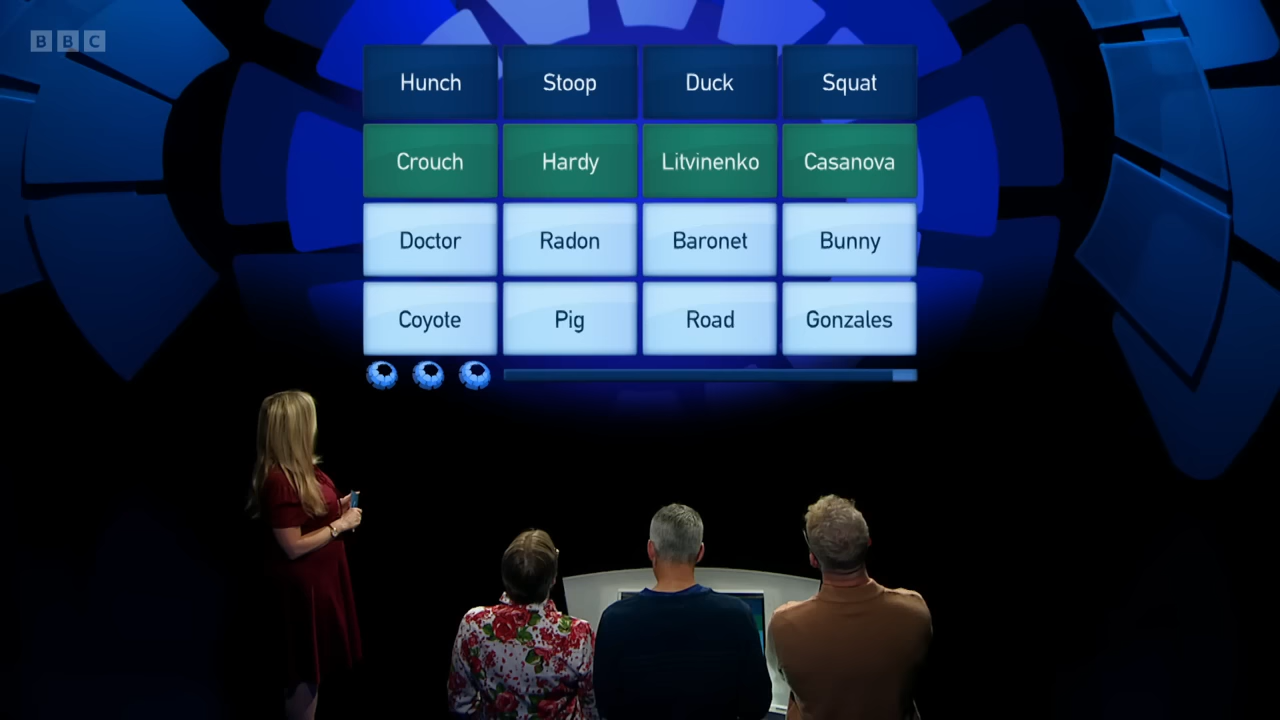 BBC
Hunch Stoop Duck Squat
Crouch Hardy Litvinenko Casanova
Doctor Radon Baronet Bunny
Coyote Pig Road Gonzales